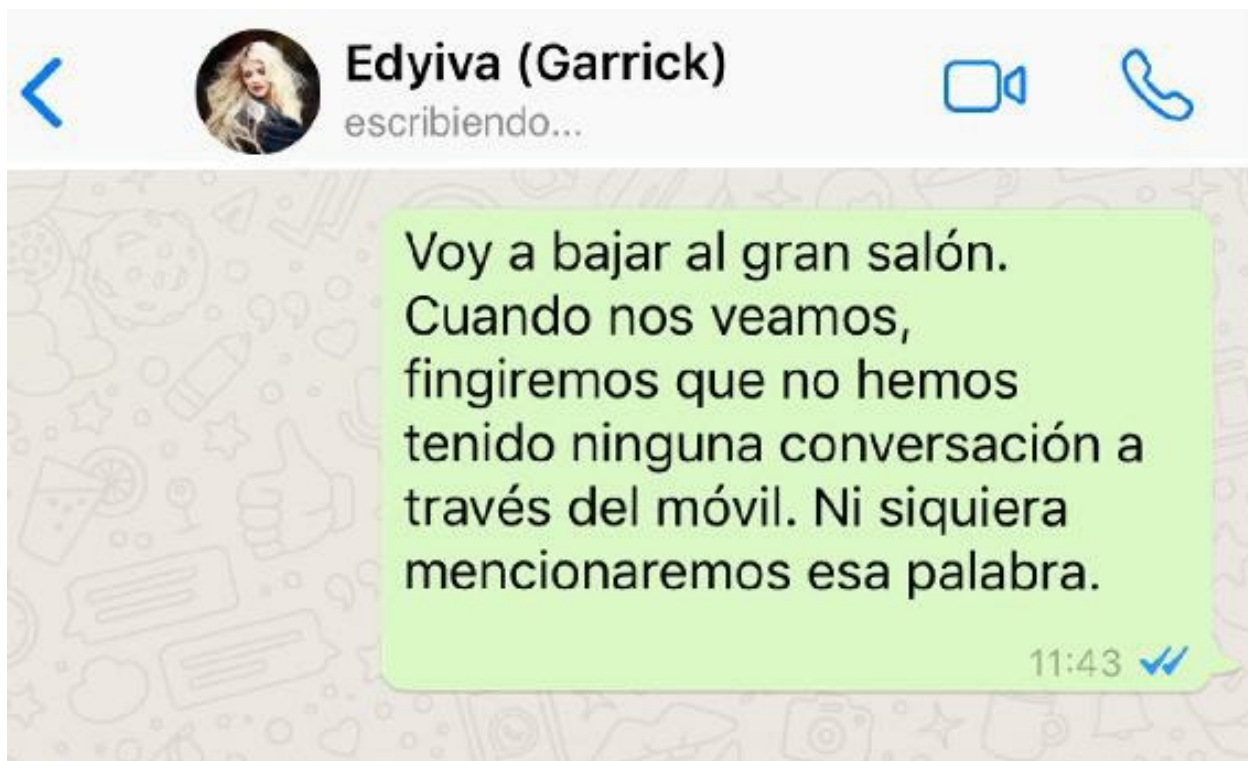 Edyiva (Garrick)
escribiendo...
Voy a bajar al gran salón.
Cuando nos veamos,
fingiremos que no hemos
tenido ninguna conversación a
través del móvil. Ni siquiera
mencionaremos esa palabra.
11:43